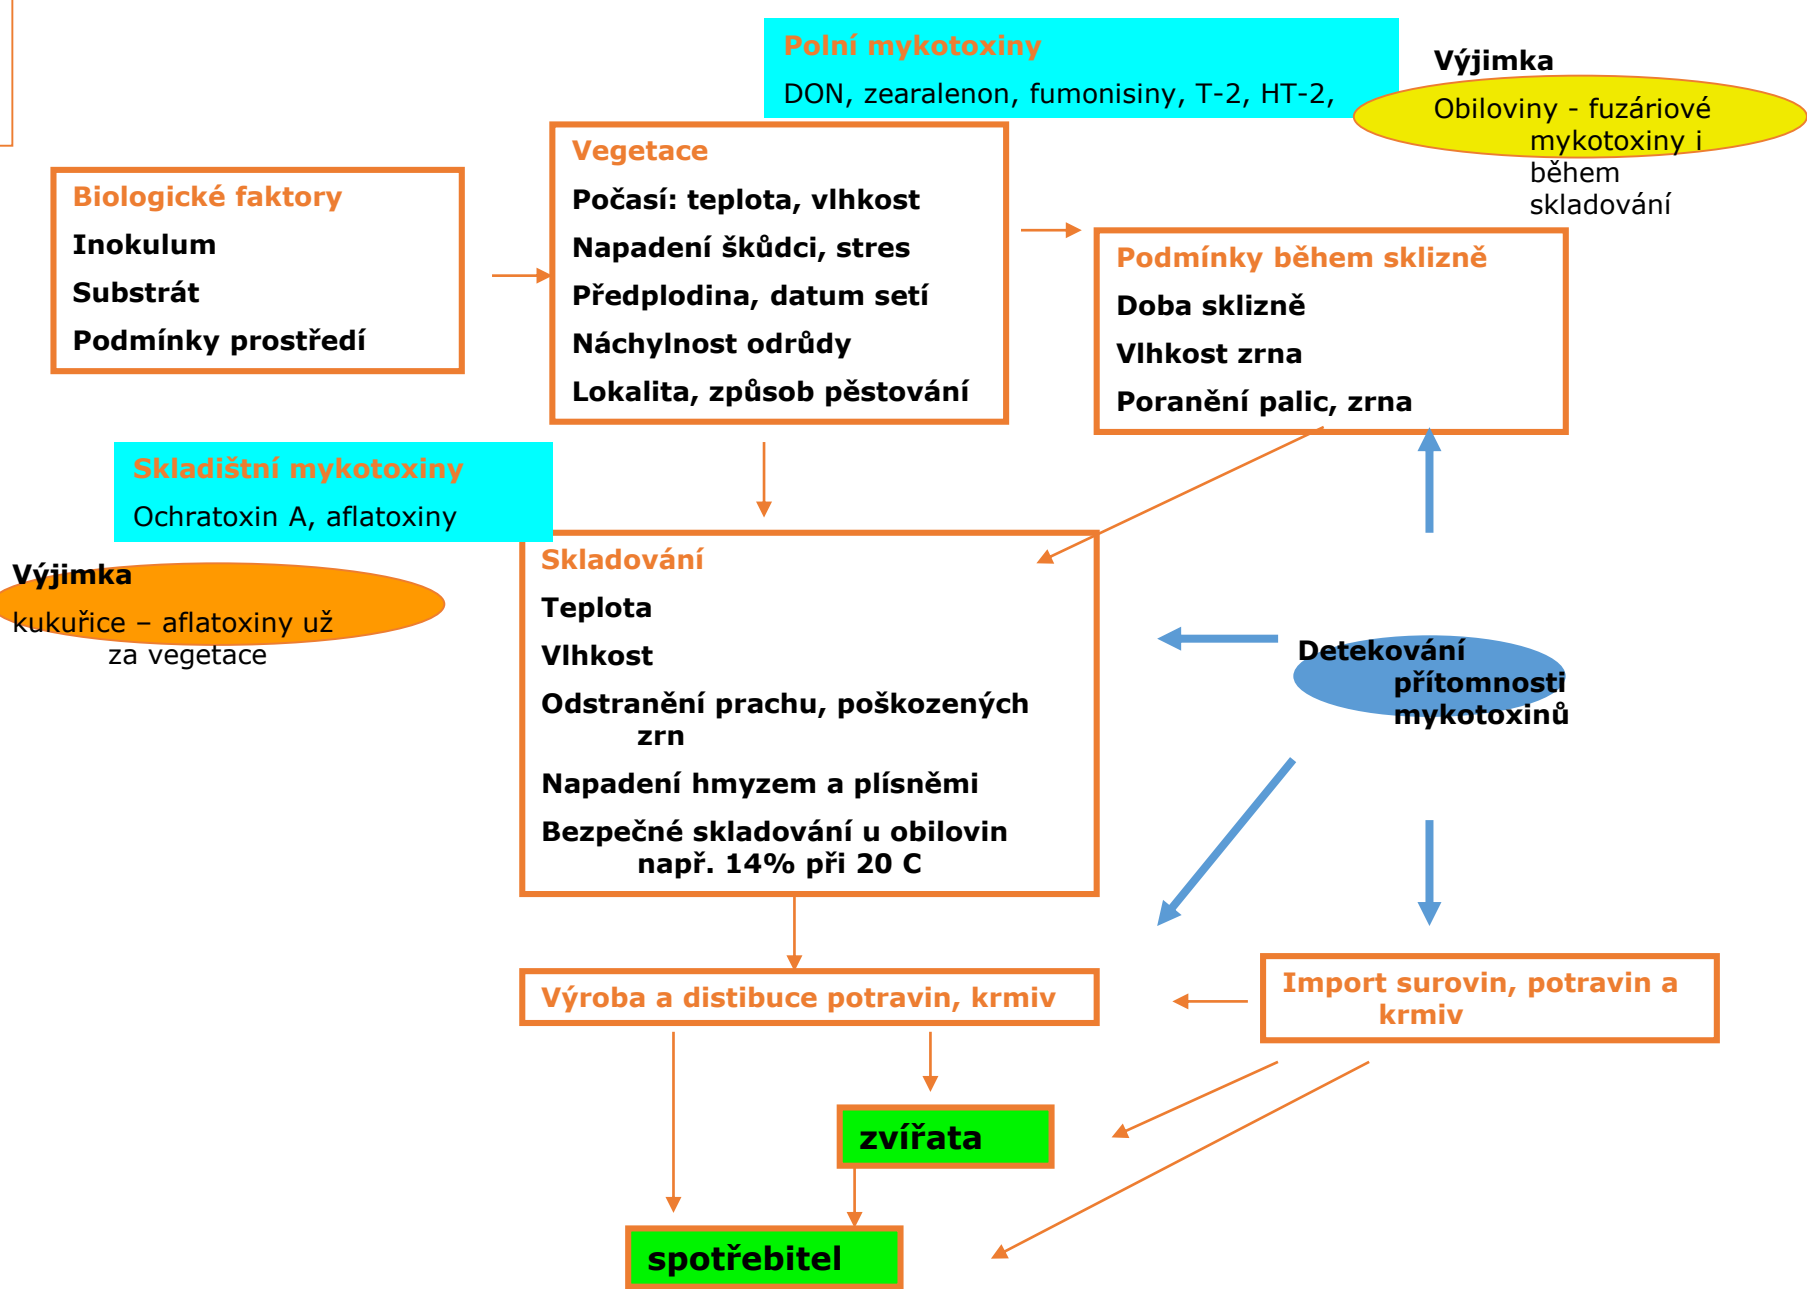 Polní mykotoxiny
DON, zearalenon, fumonisiny, T-2, HT-2,
Výjimka
Obiloviny - fuzáriové
mykotoxiny i
během
skladování
Biologické faktory
Inokulum
Substrát
Podmínky prostředí
Vegetace
Počasí: teplota, vlhkost
Napadení škůdci, stres
Předplodina, datum setí
Náchylnost odrůdy
Lokalita, způsob pěstování
Podmínky během sklizně
Doba sklizně
Vlhkost zrna
Poranění palic, zrna
Skladištní mykotoxiny
Ochratoxin A, aflatoxiny
Výjimka
kukuřice – aflatoxiny už
za vegetace
Skladování
Teplota
Vlhkost
Odstranění prachu, poškozených
zrn
Napadení hmyzem a plísněmi
Bezpečné skladování u obilovin
např. 14% při 20 C
Detekování
přítomnosti
mykotoxinů
Výroba a distibuce potravin, krmiv
Import surovin, potravin a
krmiv
zvířata
spotřebitel